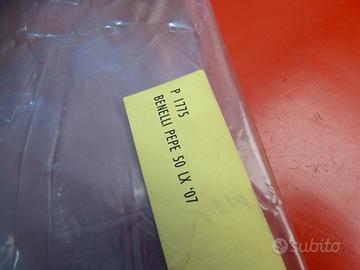 P 1775
BENELLI PEPE 50 LX '07
subito